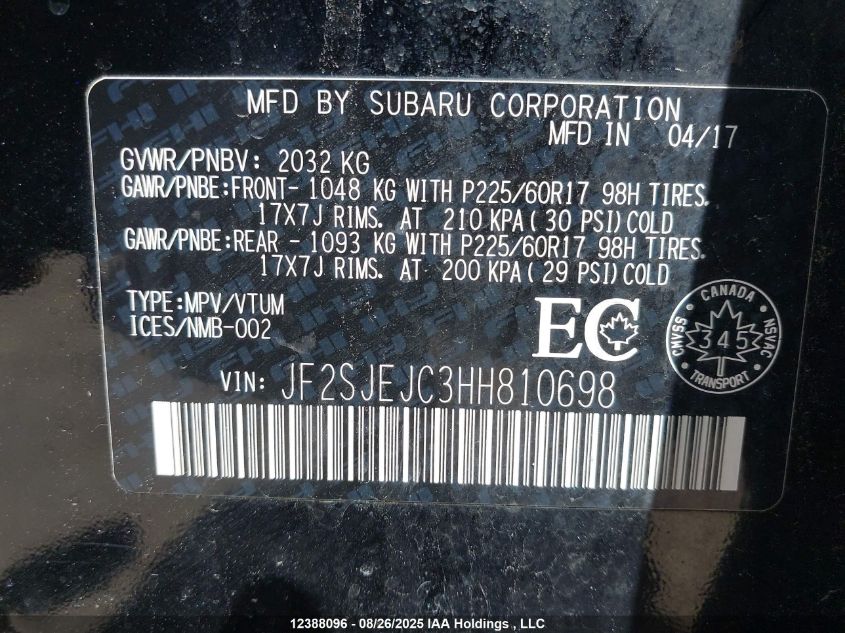 MFD BY SUBARU CORPORATION
MFD IN 04/17
GVWR/PNBV: 2032 KG
GAWR/PNBE:FRONT- 1048 KG WITH P225/60R17 98H TIRES.
17X7J RIMS. AT 210 KPA( 30 PSI)COLD
GAWR/PNBE:REAR - 1093 KG WITH P225/60R17 98H TIRES.
17X7J RIMS. AT 200 KPA( 29 PSI)COLD
TYPE:MPV/VTUM
ICES/NMB-002
EC
CANADA
CMVSS 345 NSVAC
TRANSPORT
VIN: JF2SJEJC3HH810698
12388096 - 08/26/2025 IAA Holdings , LLC